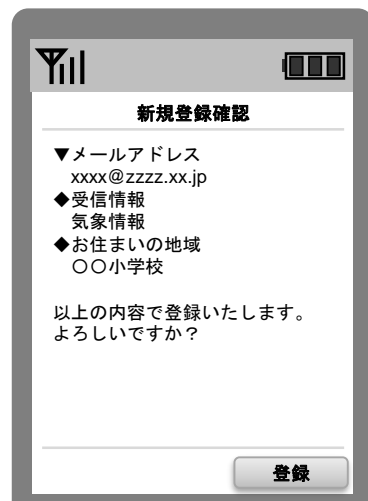 新規登録確認
▼メールアドレス
xxxx@zzzz.xx.jp
◆受信情報
気象情報
◆お住まいの地域
〇〇小学校
以上の内容で登録いたします。
よろしいですか？
登録